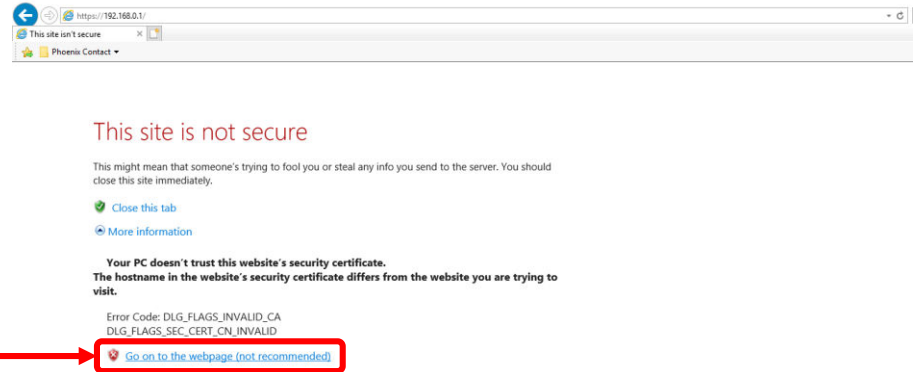 https://192.168.0.1/
This site isn't secure
Phoenix Contact
This site is not secure
This might mean that someone's trying to fool you or steal any info you send to the server. You should
close this site immediately.
Close this tab
More information
Your PC doesn't trust this website's security certificate.
The hostname in the website's security certificate differs from the website you are trying to
visit.
Error Code: DLG_FLAGS_INVALID_CA
DLG_FLAGS_SEC_CERT_CN_INVALID
Go on to the webpage (not recommended)